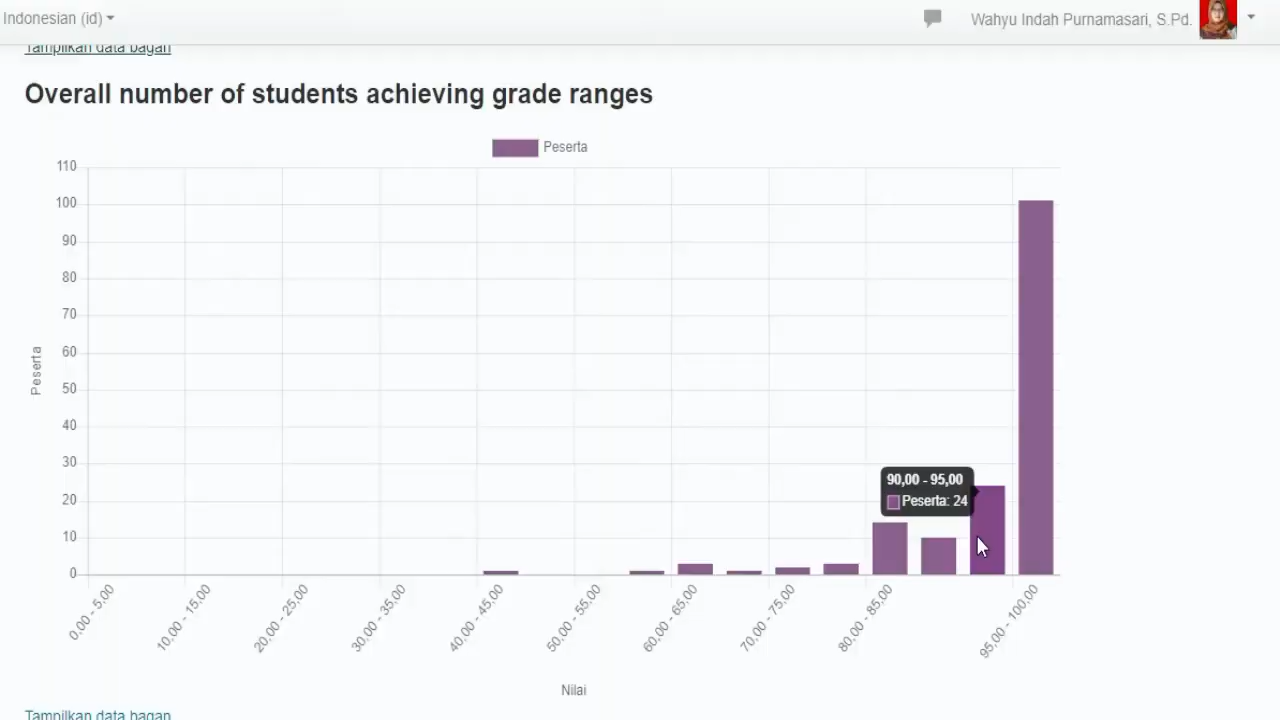 Indonesian (id)
Wahyu Indah Purnamasari, S.Pd.
Tampilkan data bagan
Overall number of students achieving grade ranges
Peserta
110
100
90
80
70
60
50
40
30
20
10
0
Peserta
90,00 - 95,00
Peserta: 24
0,00 - 5,00
10,00 - 15,00
20,00 - 25,00
30,00 - 35,00
40,00 - 45,00
50,00 - 55,00
60,00 - 65,00
70,00 - 75,00
80,00 - 85,00
95,00 - 100,00
Nilai
Tampilkan data bagan